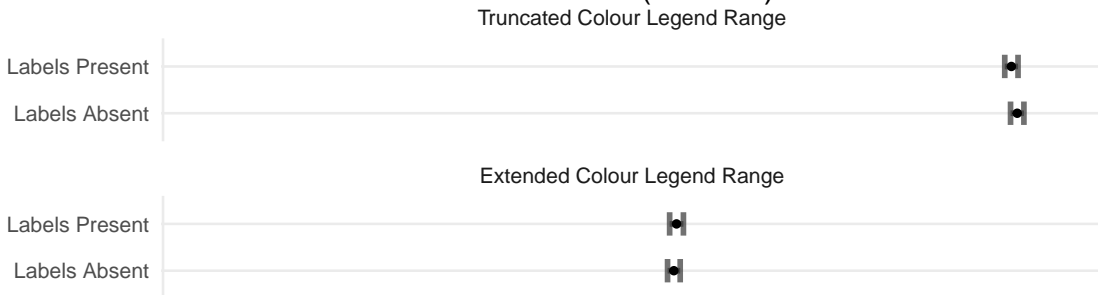 Truncated Colour Legend Range
Labels Present
Labels Absent
Extended Colour Legend Range
Labels Present
Labels Absent